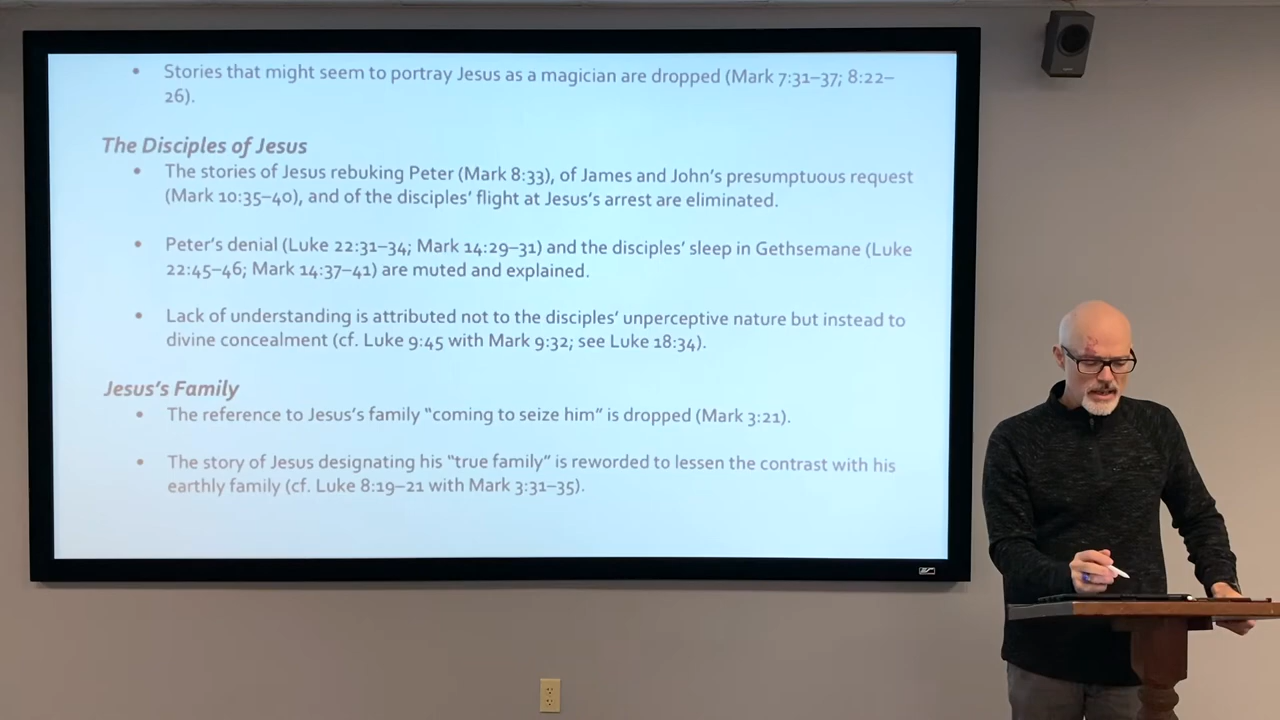 • Stories that might seem to portray Jesus as a magician are dropped (Mark 7:31–37; 8:22–
26).
The Disciples of Jesus
• The stories of Jesus rebuking Peter (Mark 8:33), of James and John's presumptuous request
(Mark 10:35–40), and of the disciples' flight at Jesus's arrest are eliminated.
• Peter's denial (Luke 22:31–34; Mark 14:29–31) and the disciples' sleep in Gethsemane (Luke
22:45–46; Mark 14:37–41) are muted and explained.
• Lack of understanding is attributed not to the disciples' unperceptive nature but instead to
divine concealment (cf. Luke 9:45 with Mark 9:32; see Luke 18:34).
Jesus's Family
• The reference to Jesus's family "coming to seize him" is dropped (Mark 3:21).
• The story of Jesus designating his "true family" is reworded to lessen the contrast with his
earthly family (cf. Luke 8:19–21 with Mark 3:31–35).